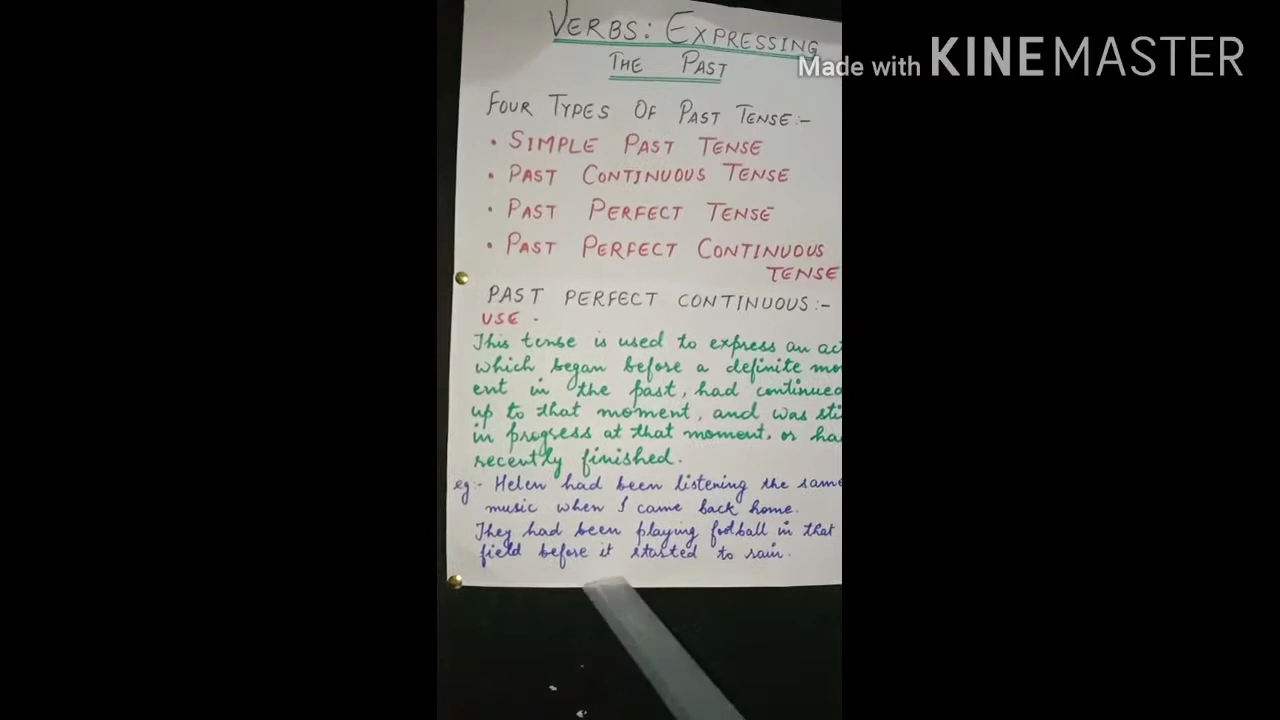 VERBS: EXPRESSING
THE PAST
Made with KINEMASTER
FOUR TYPES OF PAST TENSE:-
• SIMPLE PAST TENSE
• PAST CONTINUOUS TENSE
• PAST PERFECT TENSE
• PAST PERFECT CONTINUOUS
TENSE
PAST PERFECT CONTINUOUS:-
USE -
This tense is used to express an act
which began before a definite mo
ent in the past, had continued
up to that moment, and was sti
in progress at that moment, or ha
recently finished.
eg:- Helen had been listening the same
music when I came back home.
They had been playing football in that
field before it started to rain.